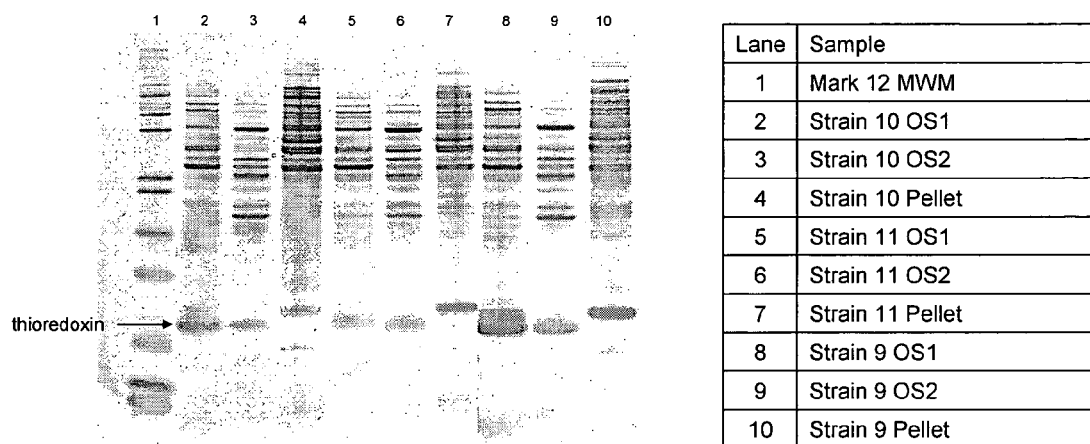 1 2 3 4 5 6 7 8 9 10
thioredoxin
Lane Sample
1 Mark 12 MWM
2 Strain 10 OS1
3 Strain 10 OS2
4 Strain 10 Pellet
5 Strain 11 OS1
6 Strain 11 OS2
7 Strain 11 Pellet
8 Strain 9 OS1
9 Strain 9 OS2
10 Strain 9 Pellet